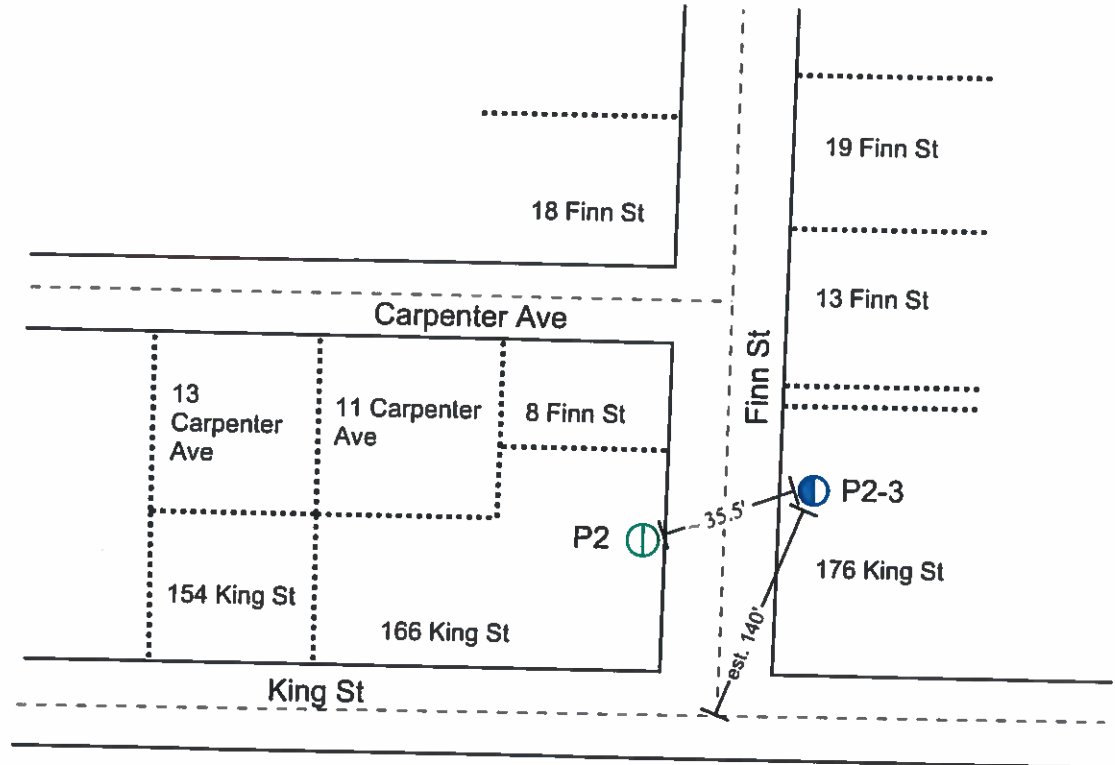 19 Finn St
18 Finn St
13 Finn St
Carpenter Ave
Finn St
13
Carpenter
Ave
11 Carpenter
Ave
8 Finn St
P2-3
~ 35.5'
P2
176 King St
154 King St
166 King St
est. 140'
King St